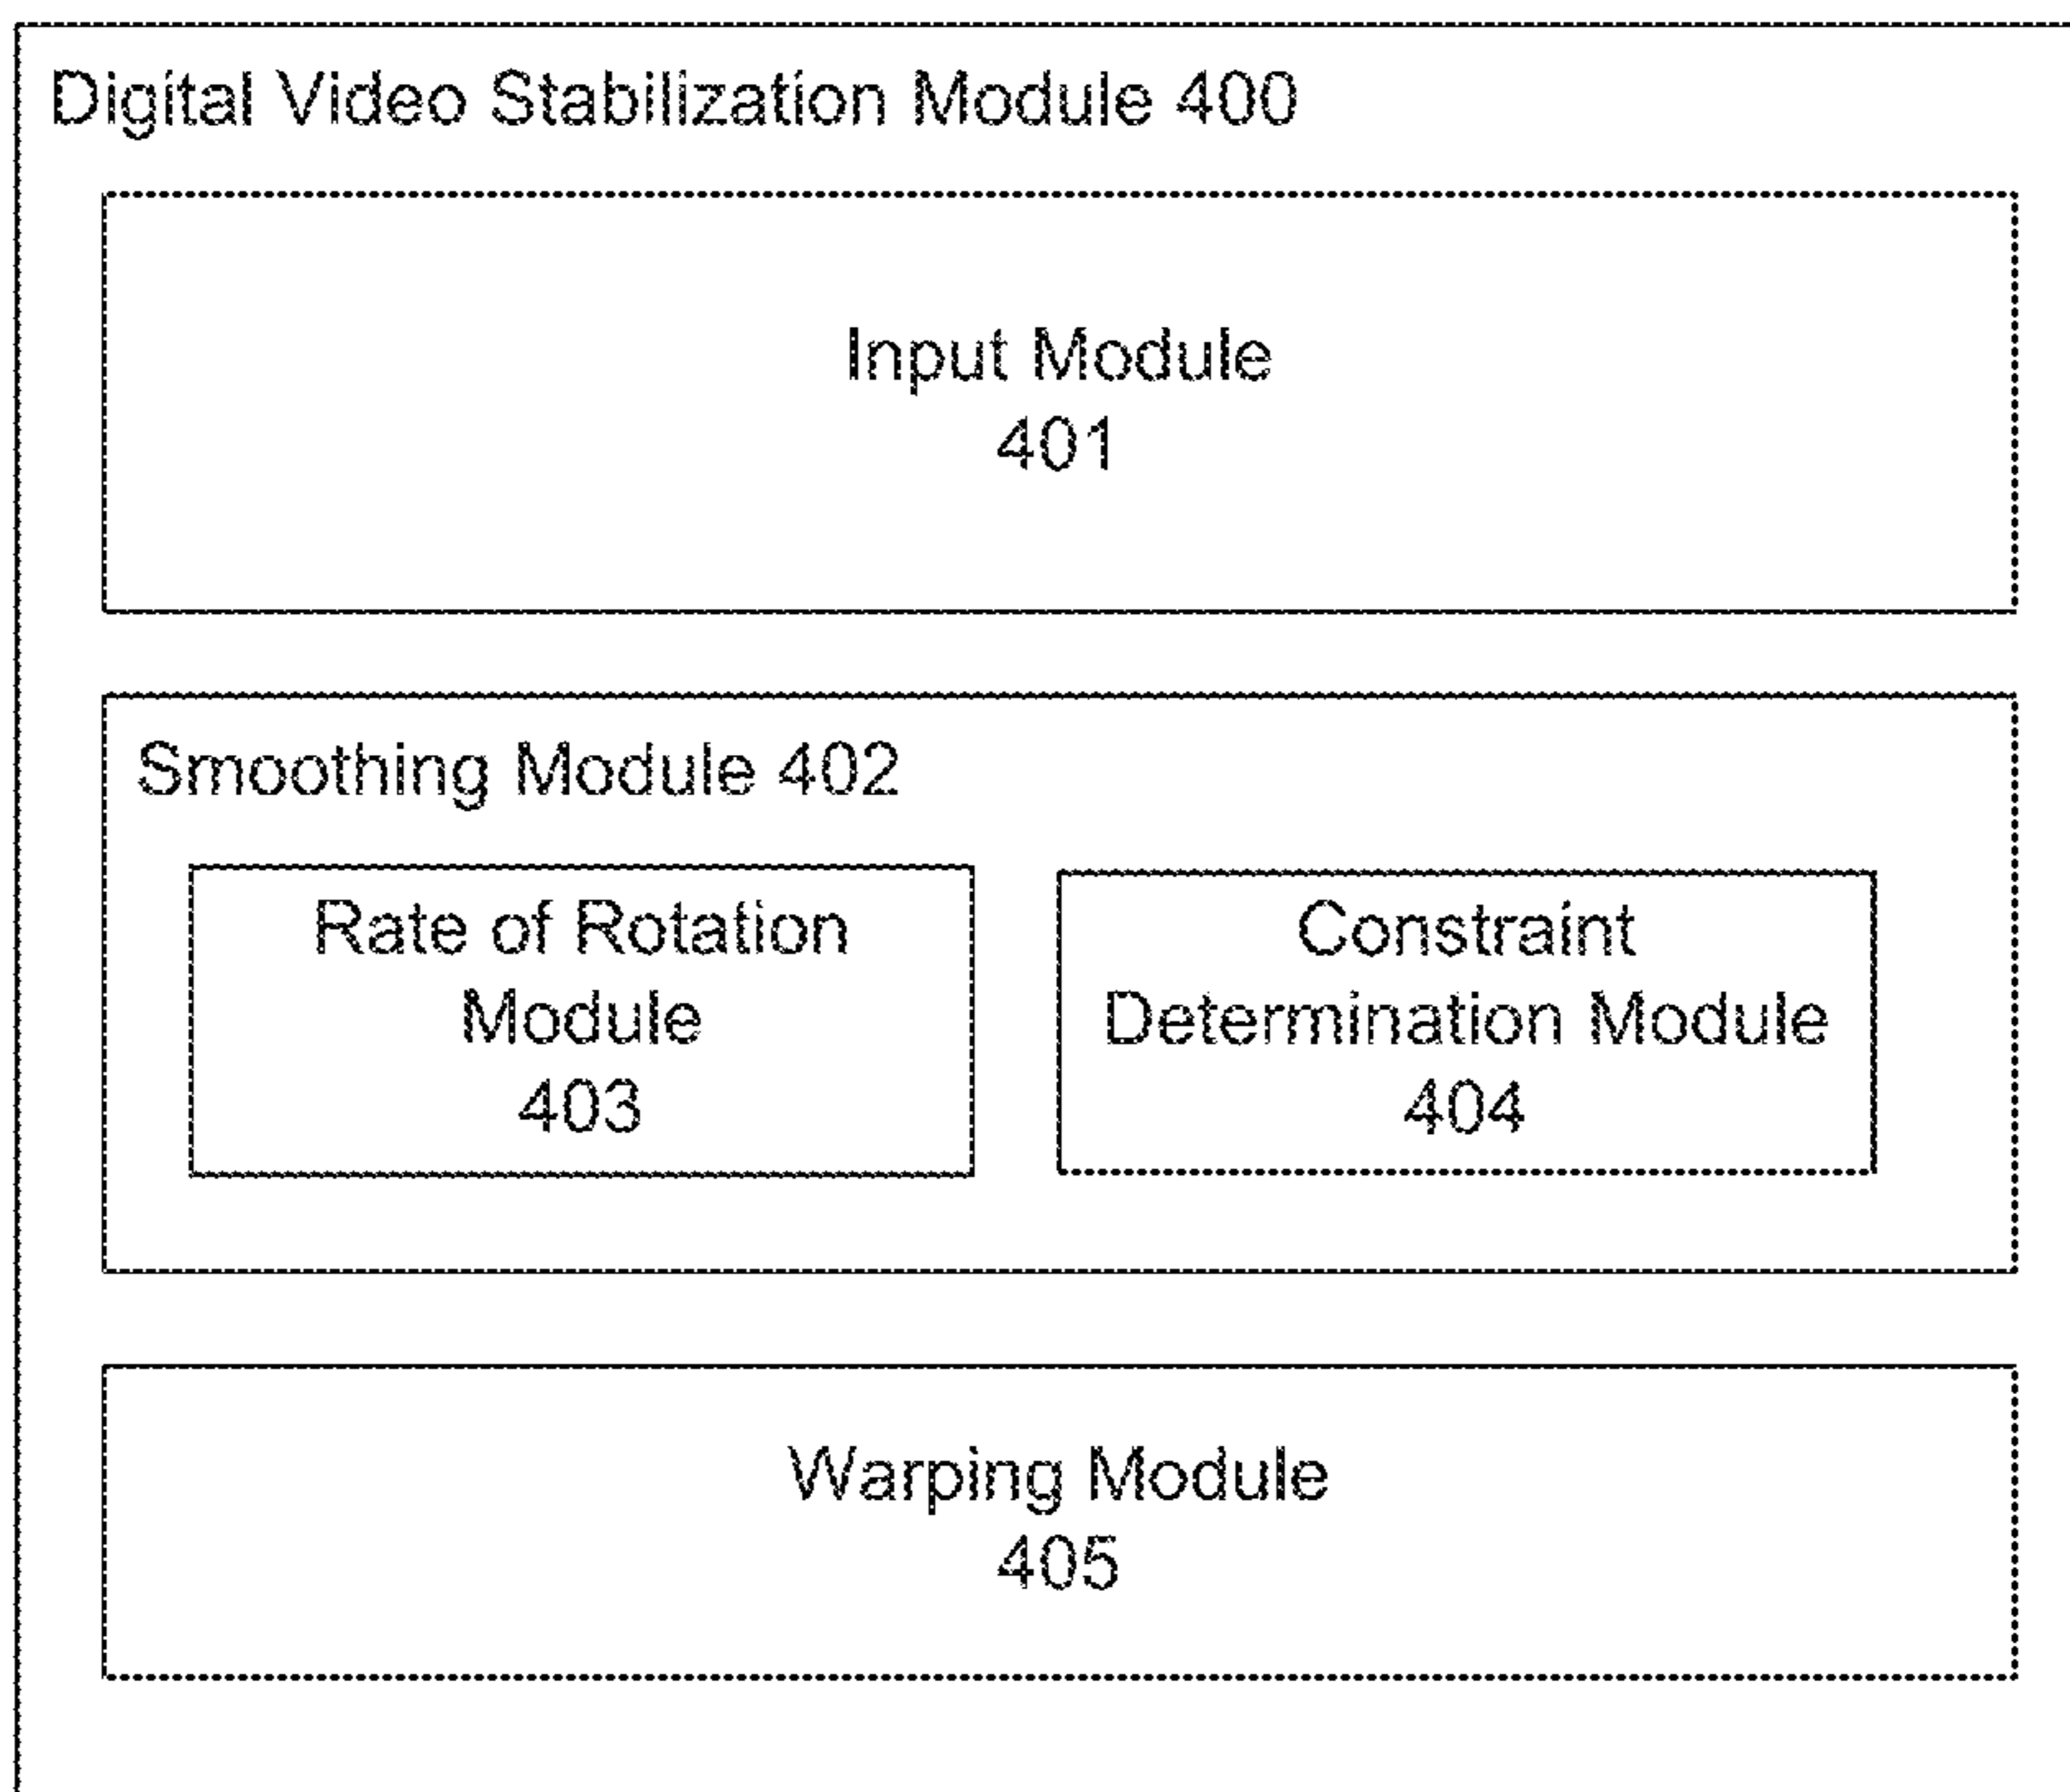 Digital Video Stabilization Module 400
Input Module
401
Smoothing Module 402
Rate of Rotation
Module
403
Constraint
Determination Module
404
Warping Module
405